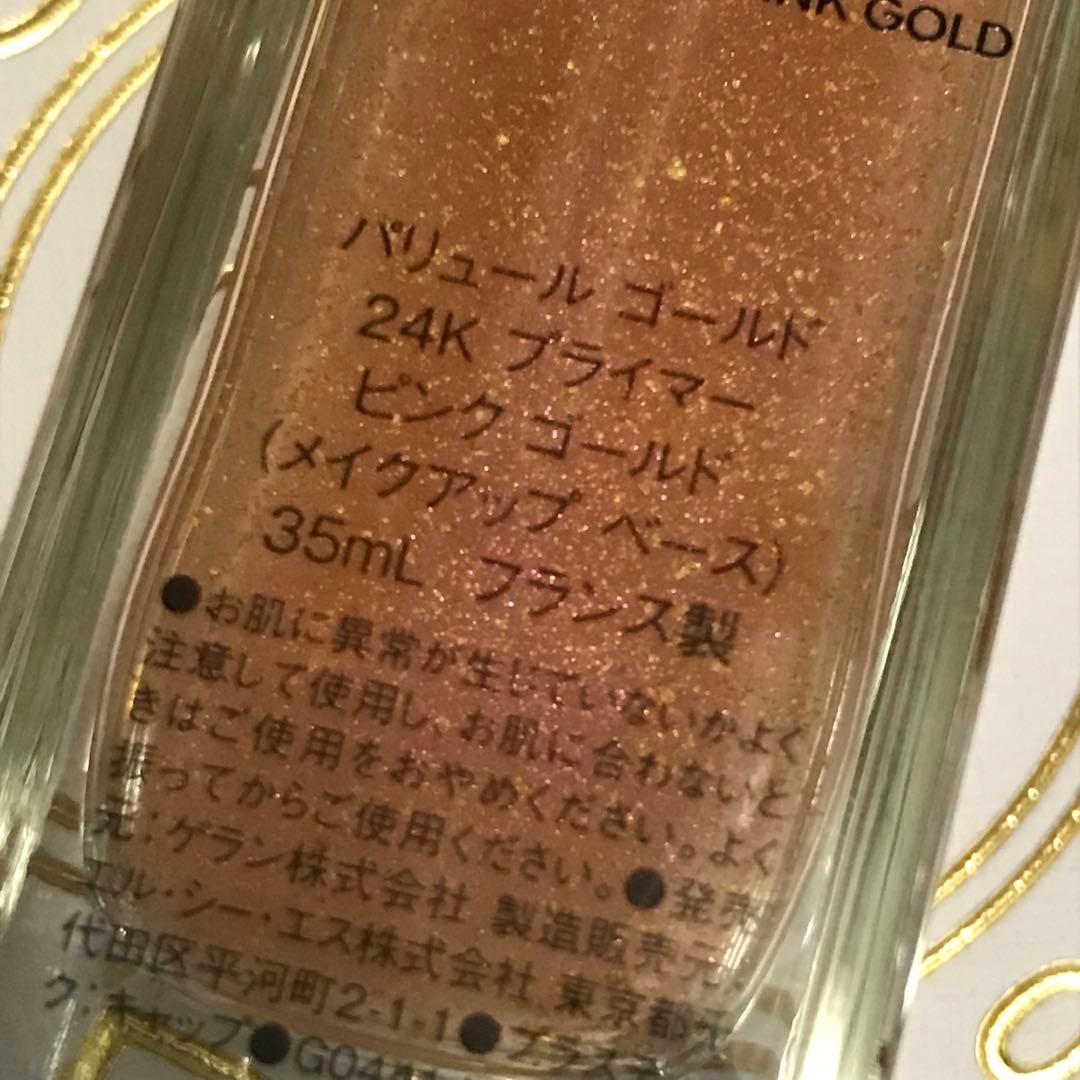 GOLD
パリュール ゴールド
24K プライマー
ピンク ゴールド
(メイクアップ ベース)
35mL フランス製
●お肌に異常が生じていないかよく
注意して使用し、お肌に合わないと
きはご使用をおやめください。よく
振ってからご使用ください。●発売
元:ゲラン株式会社 製造販売元:
エル・シー・エス株式会社 東京都千
代田区平河町2-1-1●プラスチッ
ク:キャップ●G044